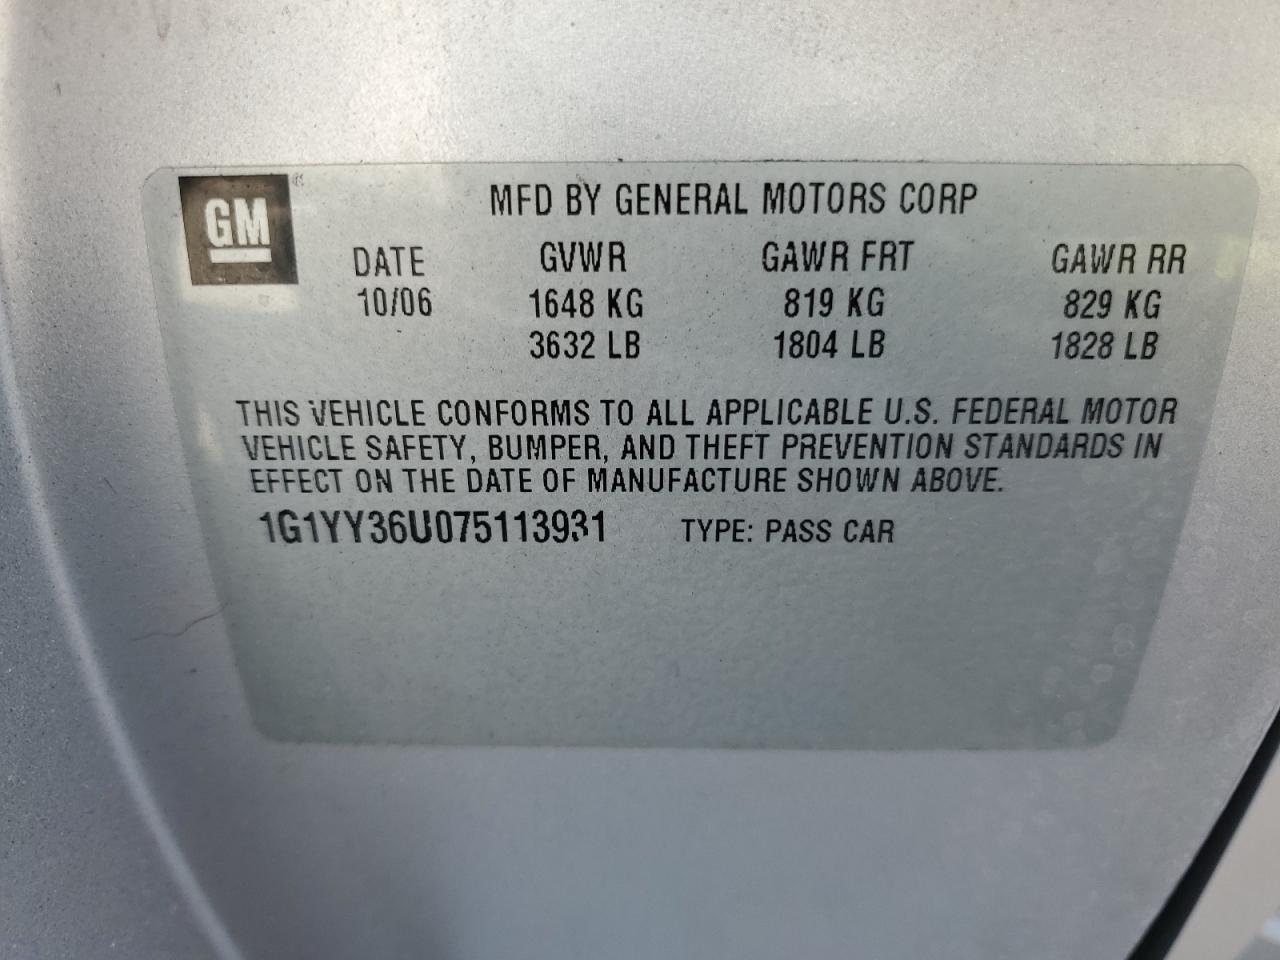 GM®
MFD BY GENERAL MOTORS CORP
DATE GVWR GAWR FRT GAWR RR
10/06 1648 KG 819 KG 829 KG
3632 LB 1804 LB 1828 LB
THIS VEHICLE CONFORMS TO ALL APPLICABLE U.S. FEDERAL MOTOR
VEHICLE SAFETY, BUMPER, AND THEFT PREVENTION STANDARDS IN
EFFECT ON THE DATE OF MANUFACTURE SHOWN ABOVE.
1G1YY36U075113931 TYPE: PASS CAR